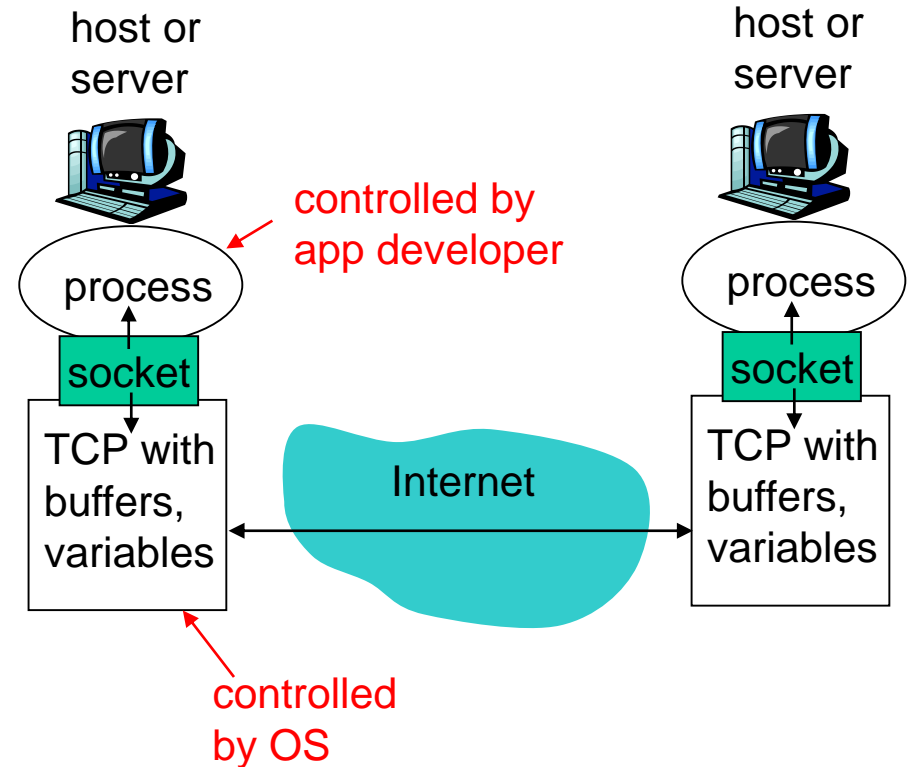 host or
server
host or
server
controlled by
app developer
process
process
socket
socket
TCP with
buffers,
variables
Internet
TCP with
buffers,
variables
controlled
by OS